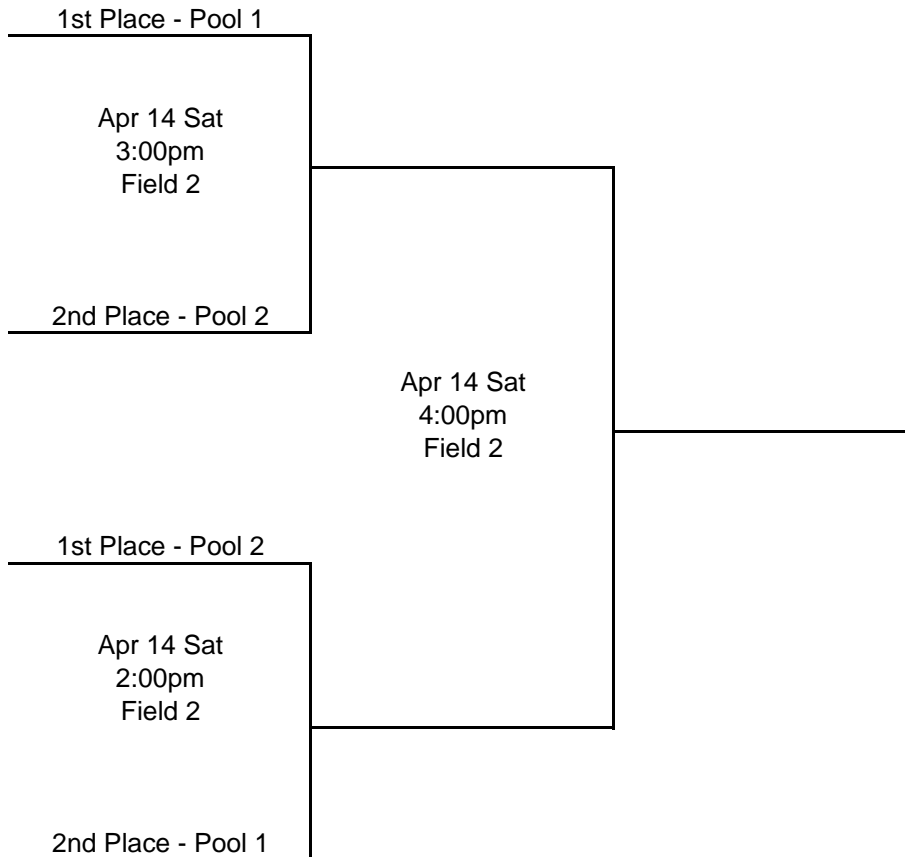 1st Place - Pool 1
Apr 14 Sat
3:00pm
Field 2
2nd Place - Pool 2
Apr 14 Sat
4:00pm
Field 2
1st Place - Pool 2
Apr 14 Sat
2:00pm
Field 2
2nd Place - Pool 1